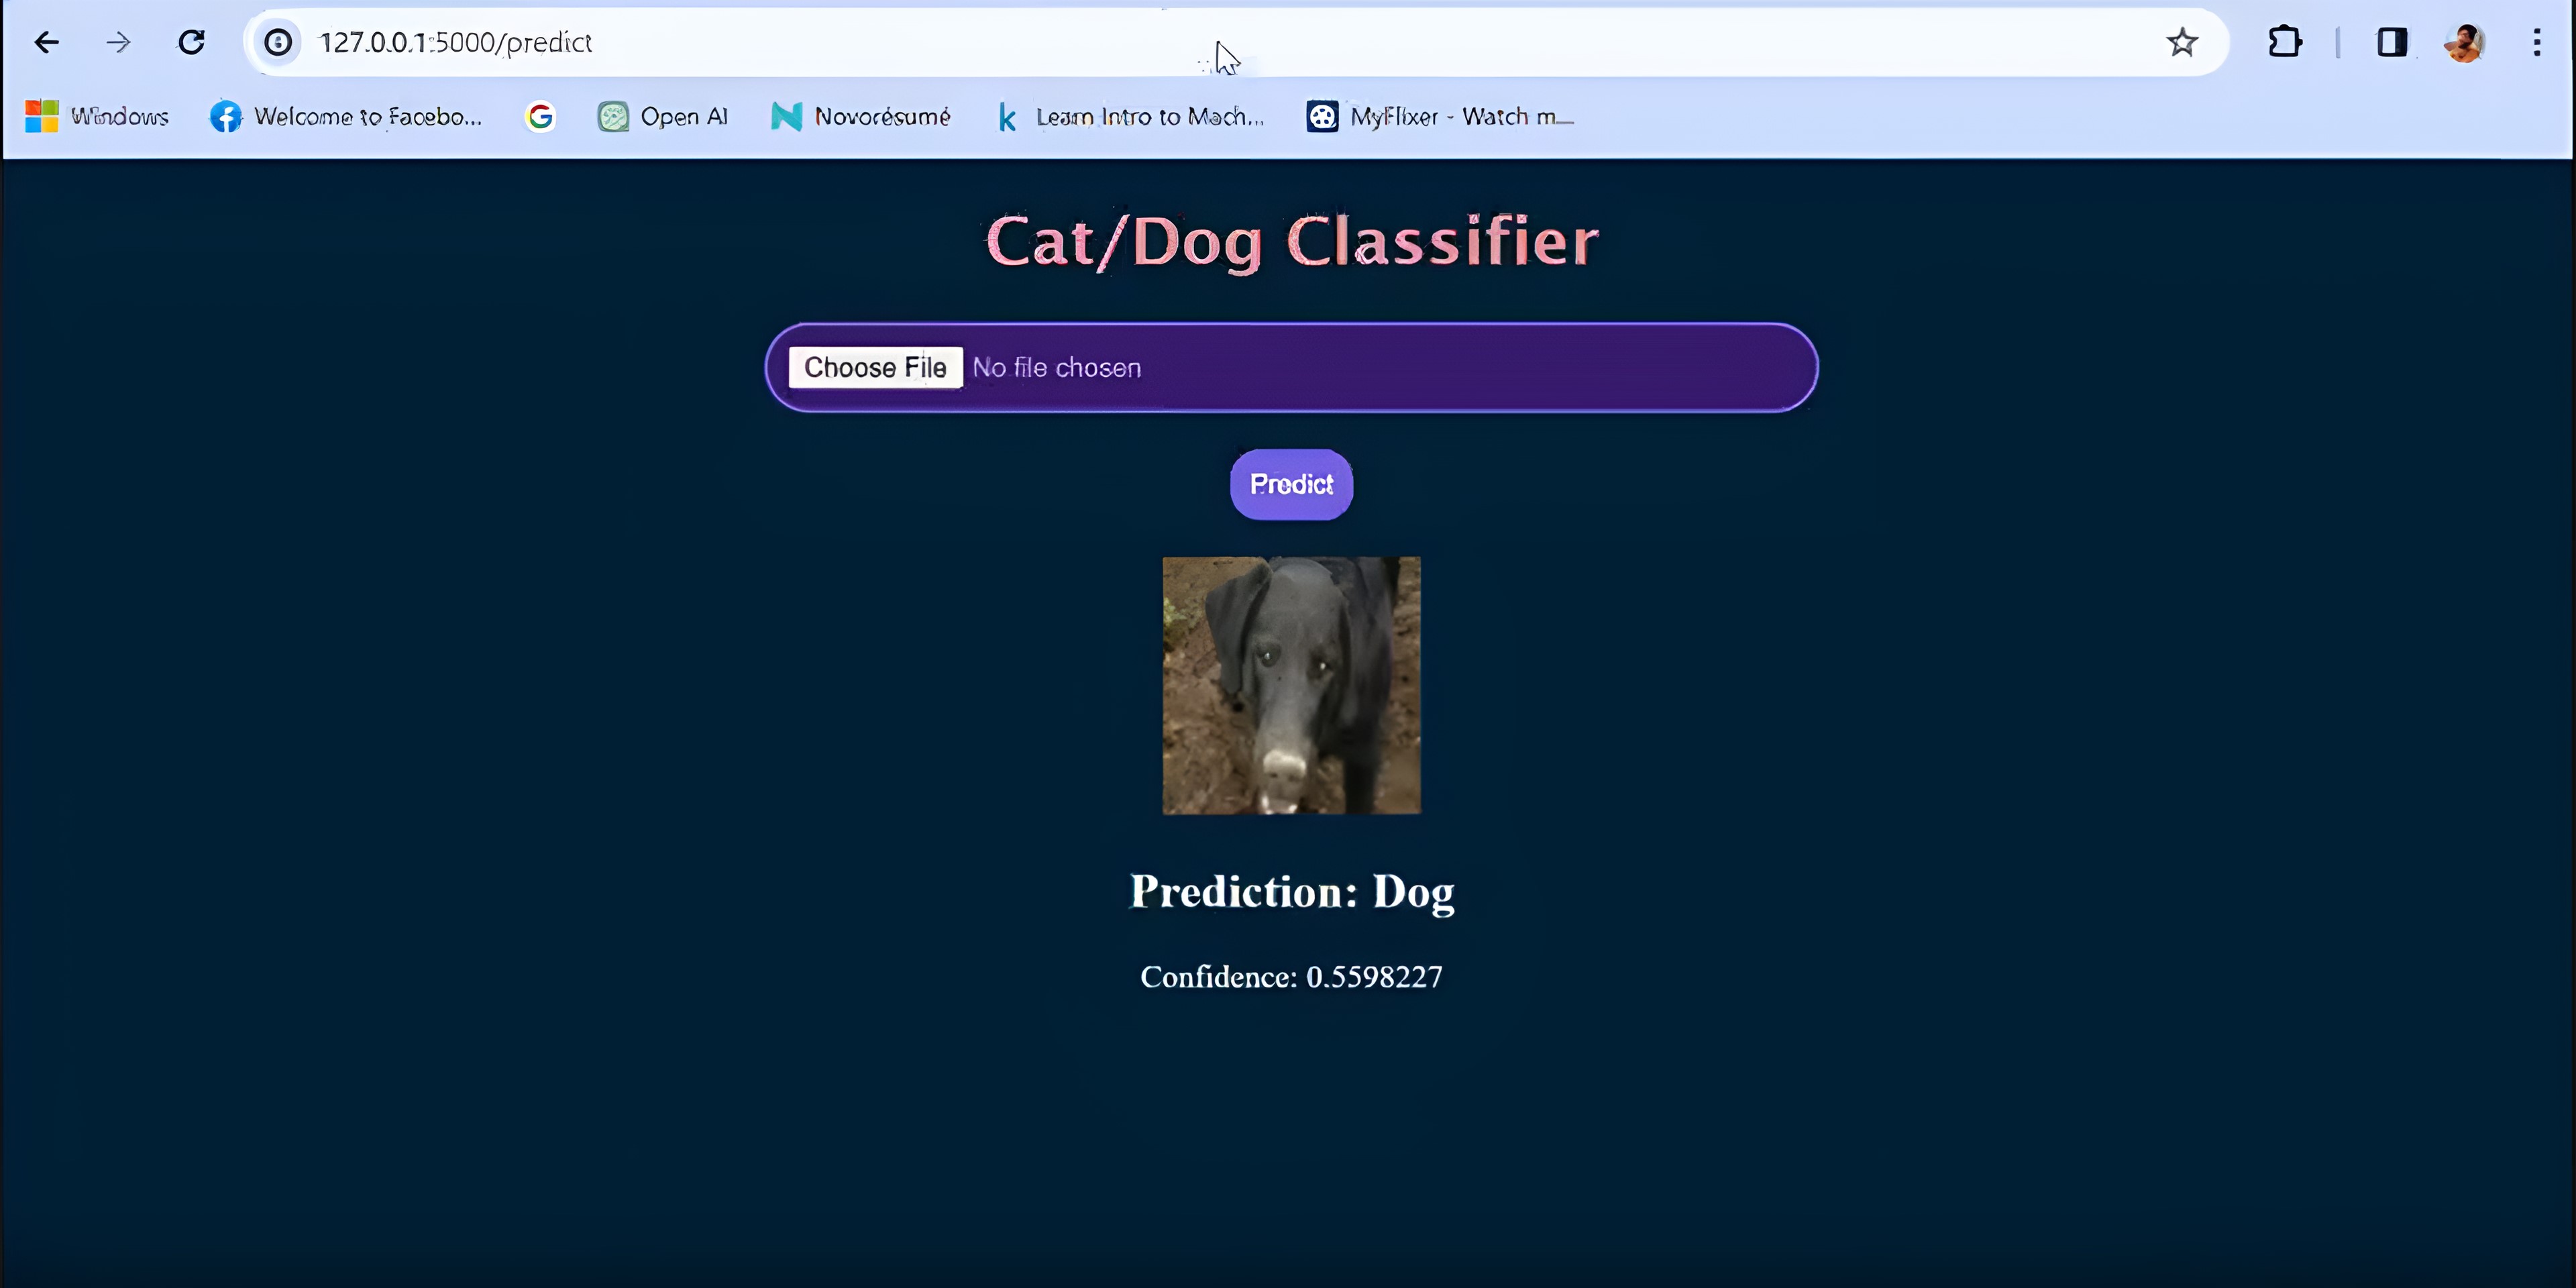 127.0.0.1:5000/predict
Windows Welcome to Facebo... Open AI Novorésumé Learn Intro to Mach... MyFlixer - Watch m...
Cat/Dog Classifier
Choose File No file chosen
Predict
Prediction: Dog
Confidence: 0.5598227